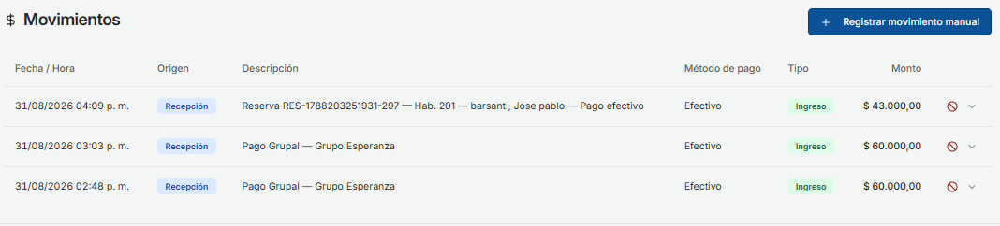 $ Movimientos
+ Registrar movimiento manual
Fecha / Hora Origen Descripción Método de pago Tipo Monto
31/08/2026 04:09 p. m. Recepción Reserva RES-1788203251931-297 — Hab. 201 — barsanti, Jose pablo — Pago efectivo Efectivo Ingreso $ 43.000,00
31/08/2026 03:03 p. m. Recepción Pago Grupal — Grupo Esperanza Efectivo Ingreso $ 60.000,00
31/08/2026 02:48 p. m. Recepción Pago Grupal — Grupo Esperanza Efectivo Ingreso $ 60.000,00